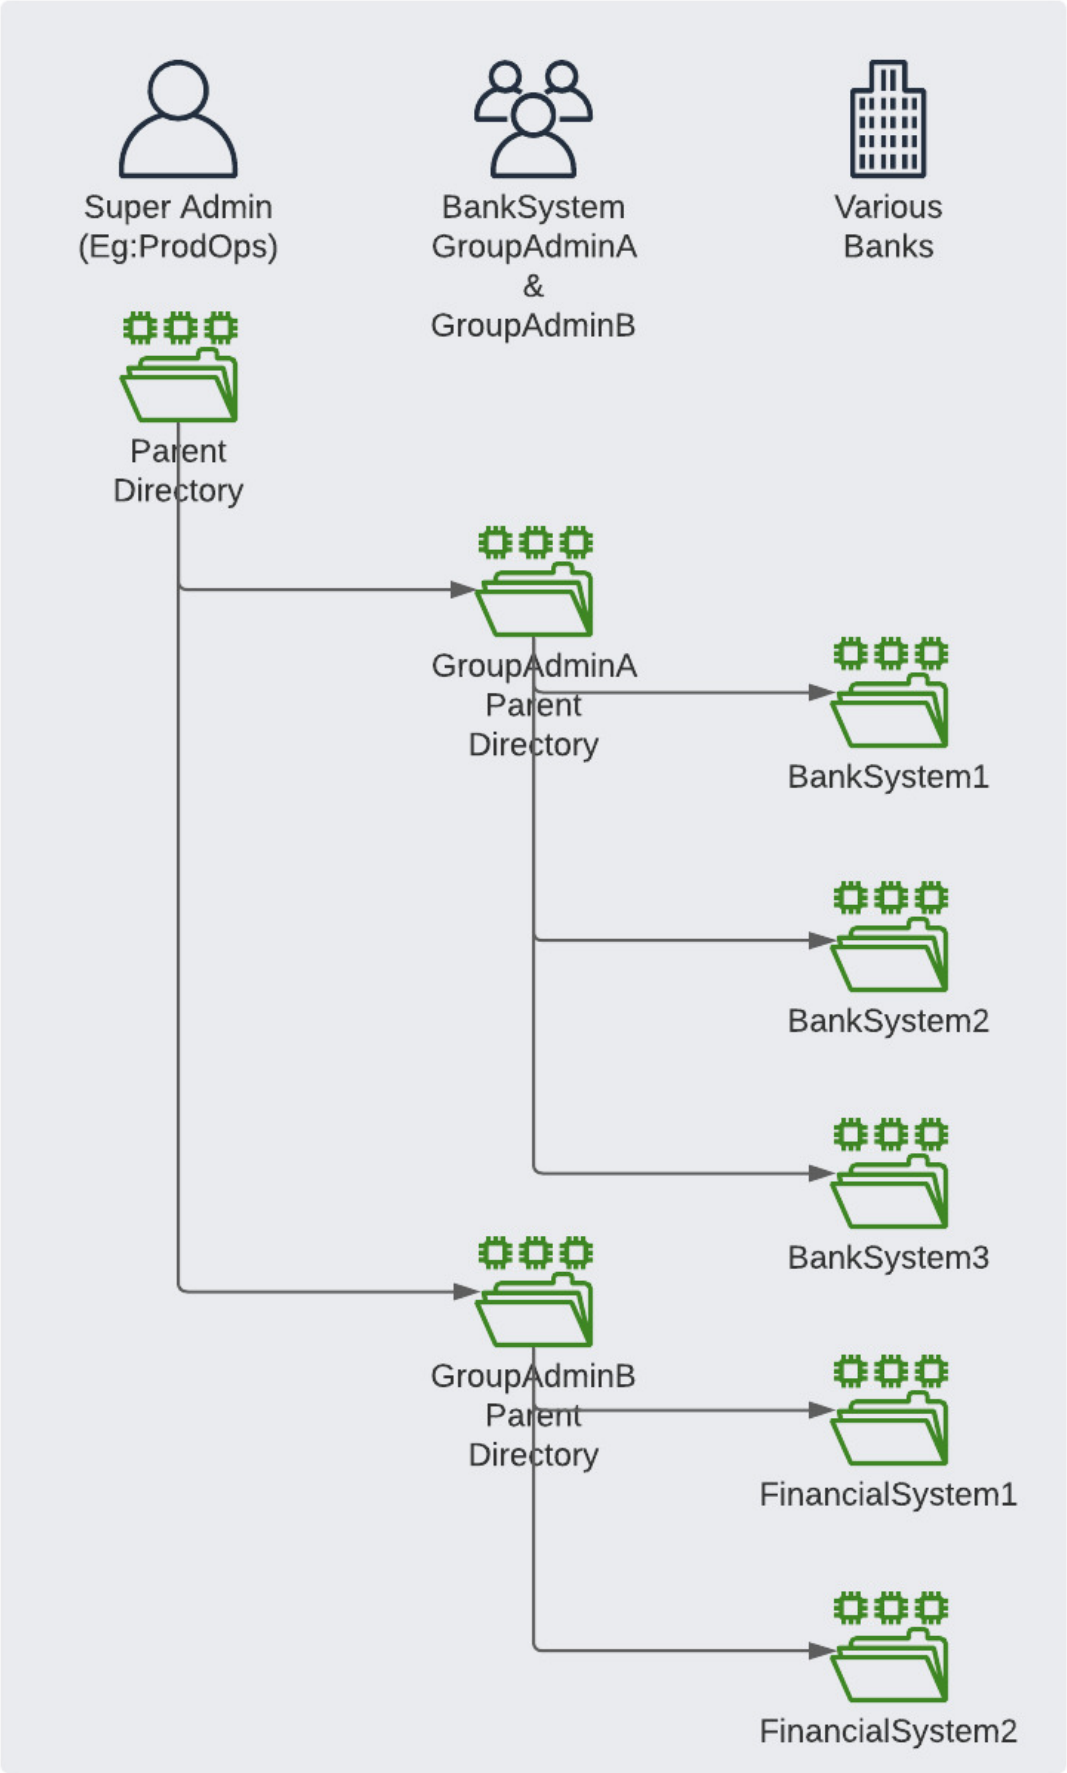 Super Admin
(Eg:ProdOps)
BankSystem
GroupAdminA
&
GroupAdminB
Various
Banks
Parent
Directory
GroupAdminA
Parent
Directory
BankSystem1
BankSystem2
BankSystem3
GroupAdminB
Parent
Directory
FinancialSystem1
FinancialSystem2